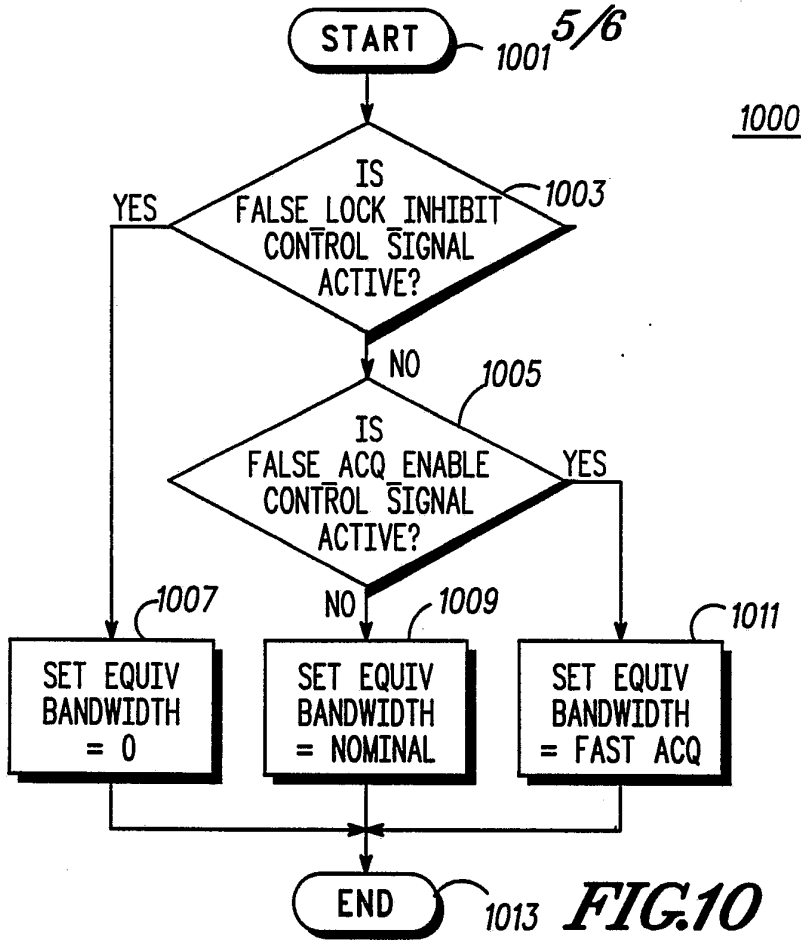 START
1001
5/6
1000
IS
FALSE_LOCK_INHIBIT
CONTROL SIGNAL
ACTIVE?
1003
YES
NO
1005
IS
FALSE_ACQ_ENABLE
CONTROL SIGNAL
ACTIVE?
YES
NO
1007
1009
1011
SET EQUIV
BANDWIDTH
= 0
SET EQUIV
BANDWIDTH
= NOMINAL
SET EQUIV
BANDWIDTH
= FAST ACQ
END
1013
FIG.10